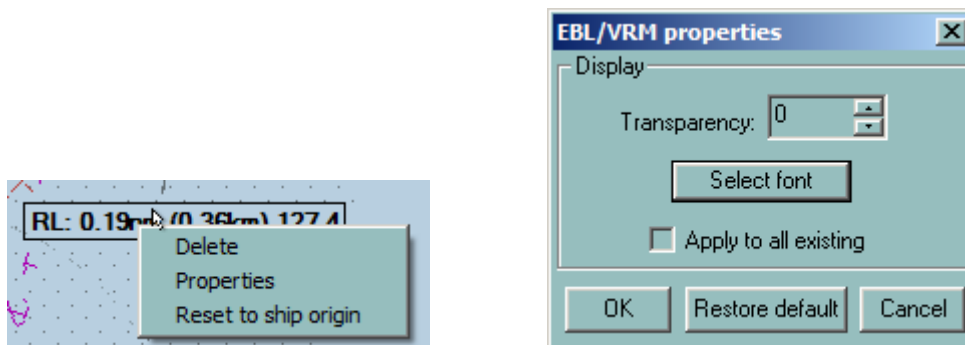 RL: 0.19nm (0.36km) 127.4
Delete
Properties
Reset to ship origin
EBL/VRM properties
Display
Transparency: 0
Select font
Apply to all existing
OK Restore default Cancel